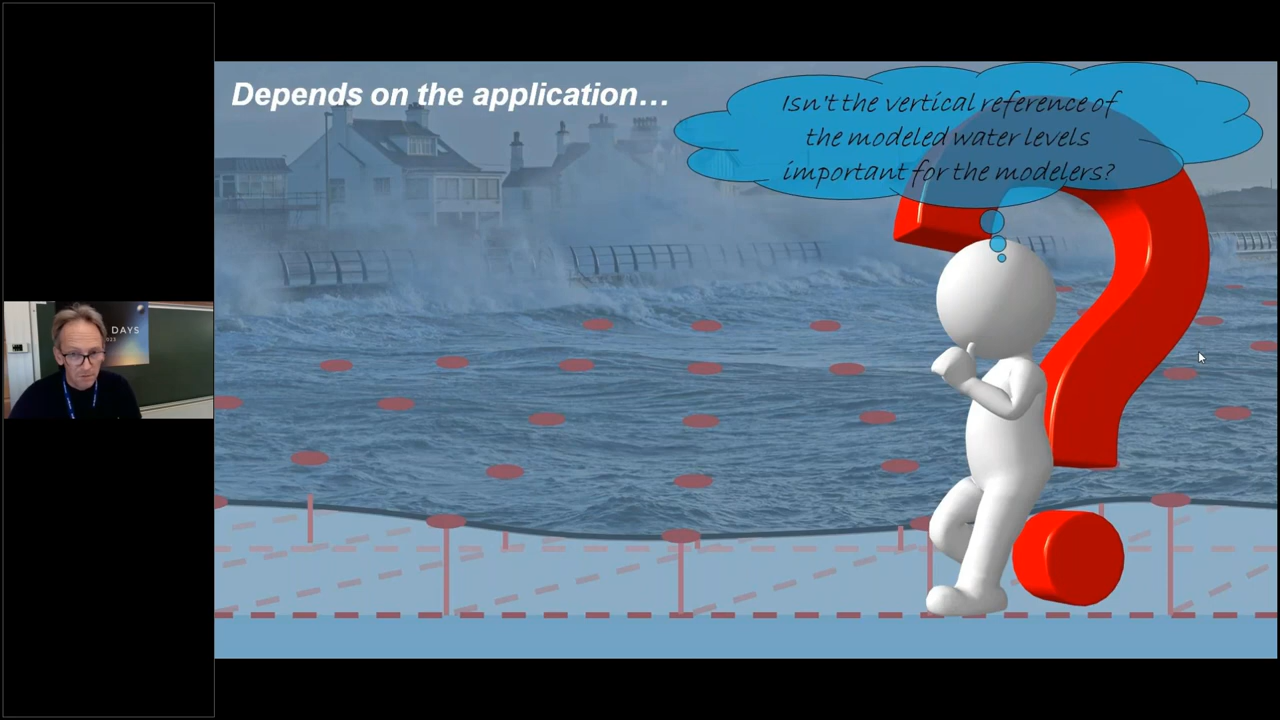 Depends on the application...
Isn't the vertical reference of
the modeled water levels
important for the modelers?
DAYS